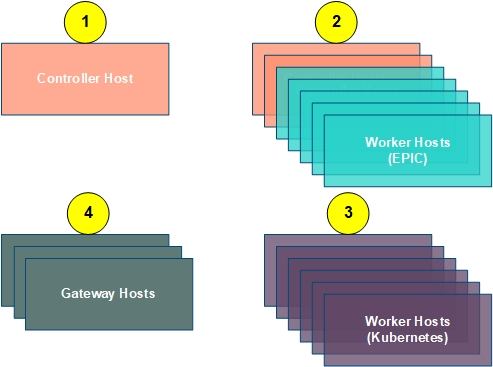 1
Controller Host
2
Worker Hosts
(EPIC)
4
Gateway Hosts
3
Worker Hosts
(Kubernetes)